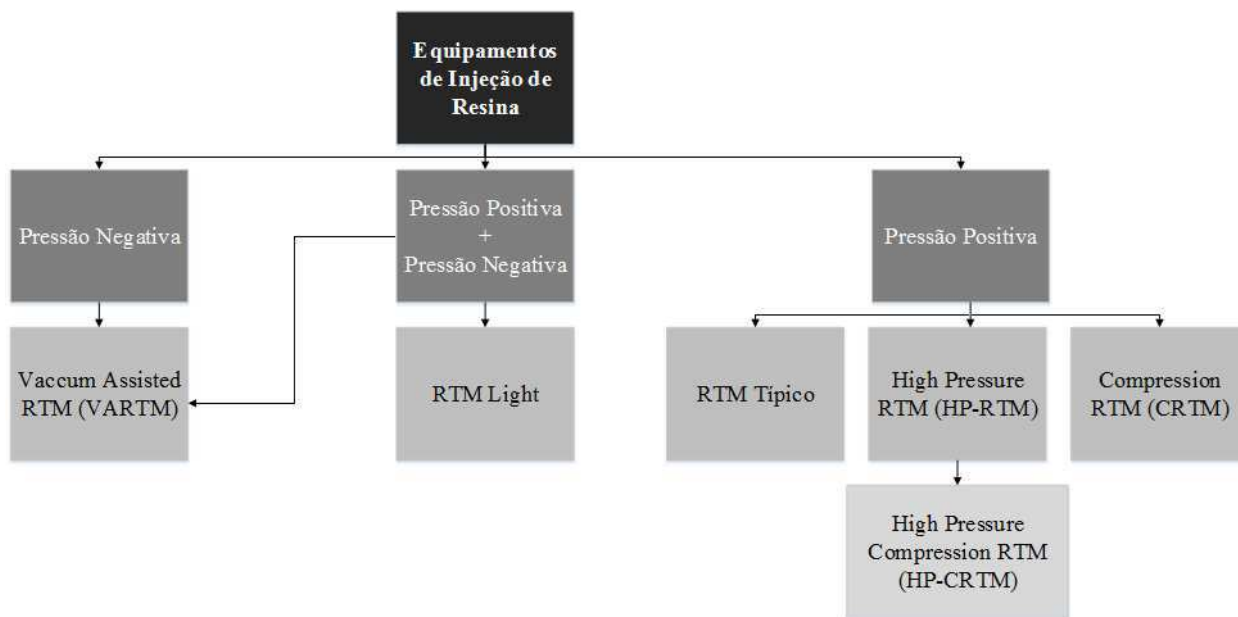 Equipamentos
de Injeção de
Resina
Pressão Negativa
Pressão Positiva
+
Pressão Negativa
Pressão Positiva
Vaccum Assisted
RTM (VARTM)
RTM Light
RTM Típico
High Pressure
RTM (HP-RTM)
Compression
RTM (CRTM)
High Pressure
Compression RTM
(HP-CRTM)